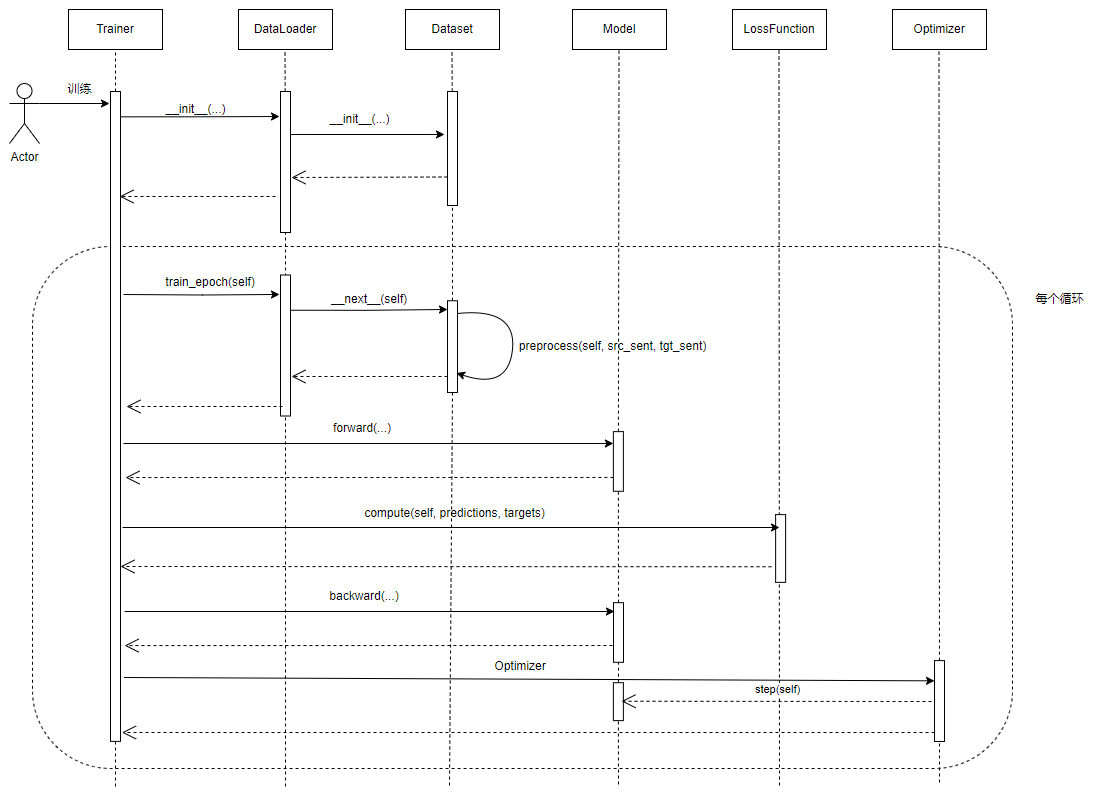 Trainer
DataLoader
Dataset
Model
LossFunction
Optimizer
训练
Actor
__init__(...)
__init__(...)
train_epoch(self)
__next__(self)
每个循环
preprocess(self, src_sent, tgt_sent)
forward(...)
compute(self, predictions, targets)
backward(...)
Optimizer
step(self)